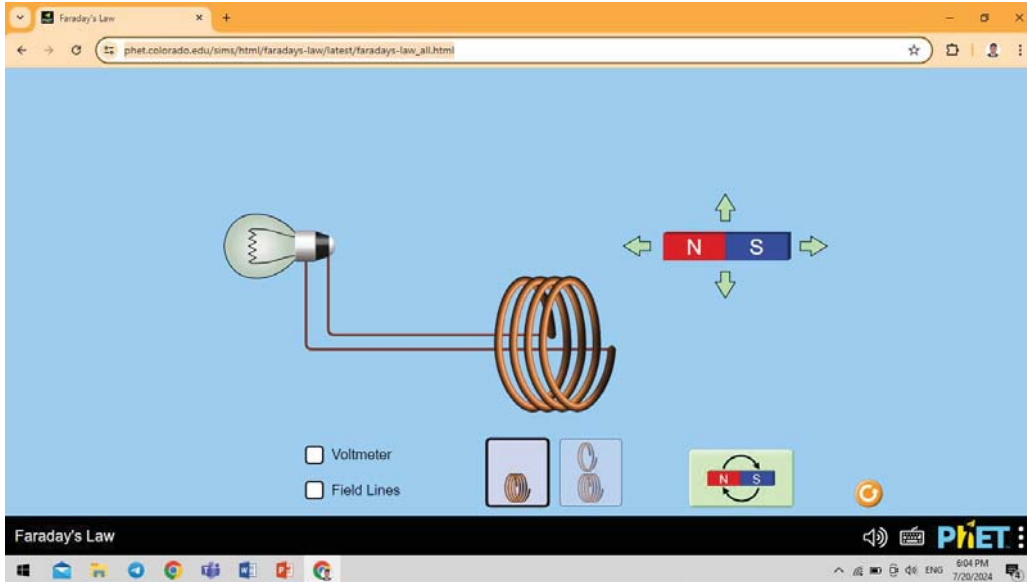 Faraday's Law
phet.colorado.edu/sims/html/faradays-law/latest/faradays-law_all.html
N S
Voltmeter
Field Lines
N S
Faraday's Law
PhET
ENG
6:04 PM
7/20/2024